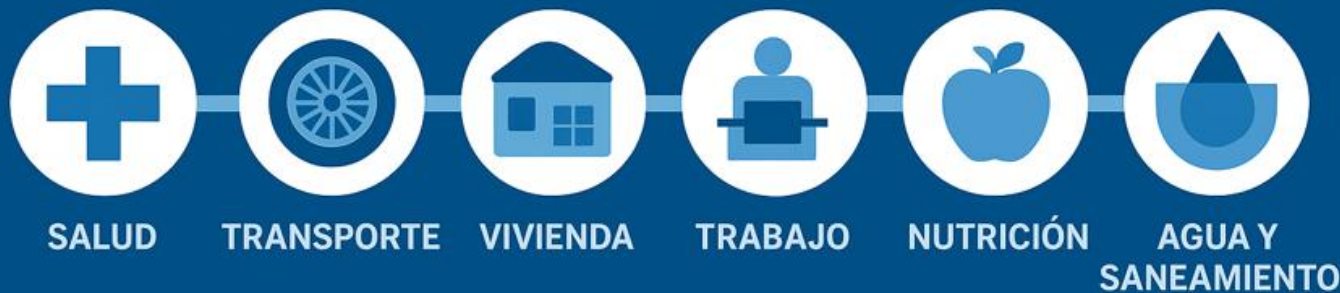 SALUD
TRANSPORTE
VIVIENDA
TRABAJO
NUTRICIÓN
AGUA Y
SANEAMIENTO